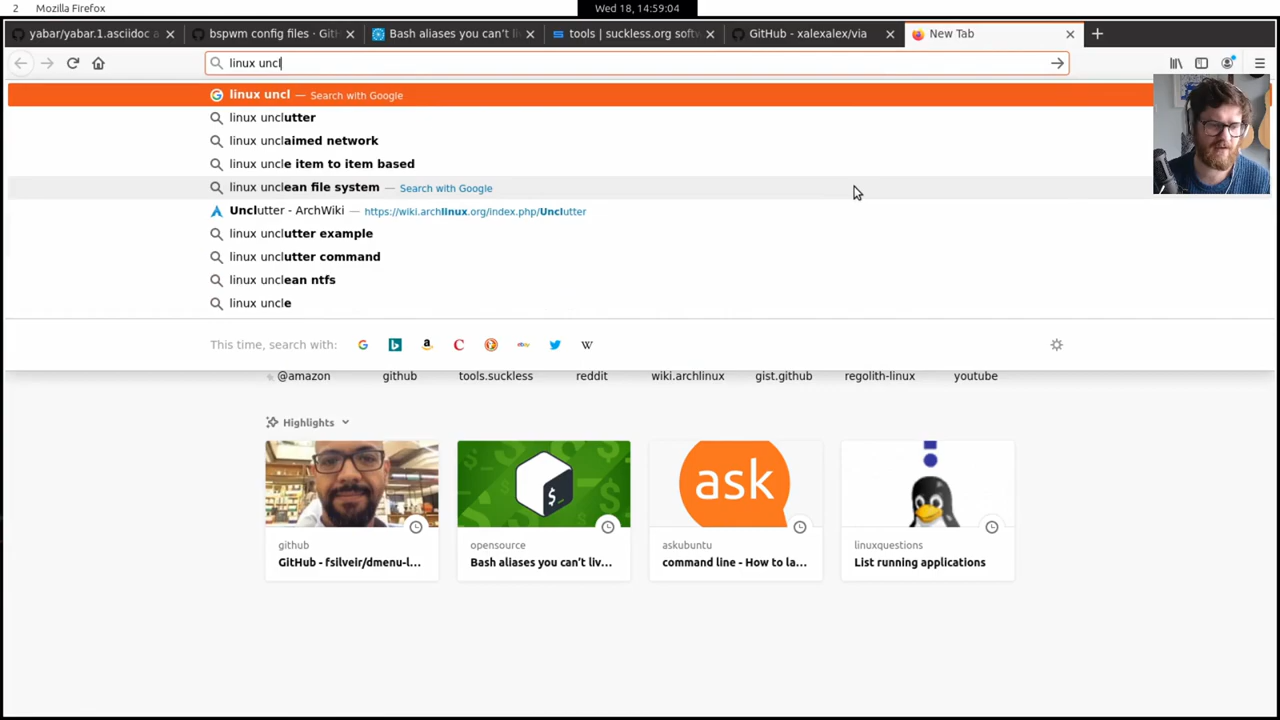 2 Mozilla Firefox Wed 18, 14:59:04
yabar/yabar.1.asciidoc a bspwm config files · GitH Bash aliases you can't li tools | suckless.org softw GitHub - xalexalex/via New Tab
linux uncl
linux uncl — Search with Google
linux unclutter
linux unclaimed network
linux uncle item to item based
linux unclean file system — Search with Google
Unclutter - ArchWiki — https://wiki.archlinux.org/index.php/Unclutter
linux unclutter example
linux unclutter command
linux unclean ntfs
linux uncle
This time, search with:
@amazon github tools.suckless reddit wiki.archlinux gist.github regolith-linux youtube
Highlights
ask
github opensource askubuntu linuxquestions
GitHub - fsilveir/dmenu-l... Bash aliases you can't liv... command line - How to la... List running applications